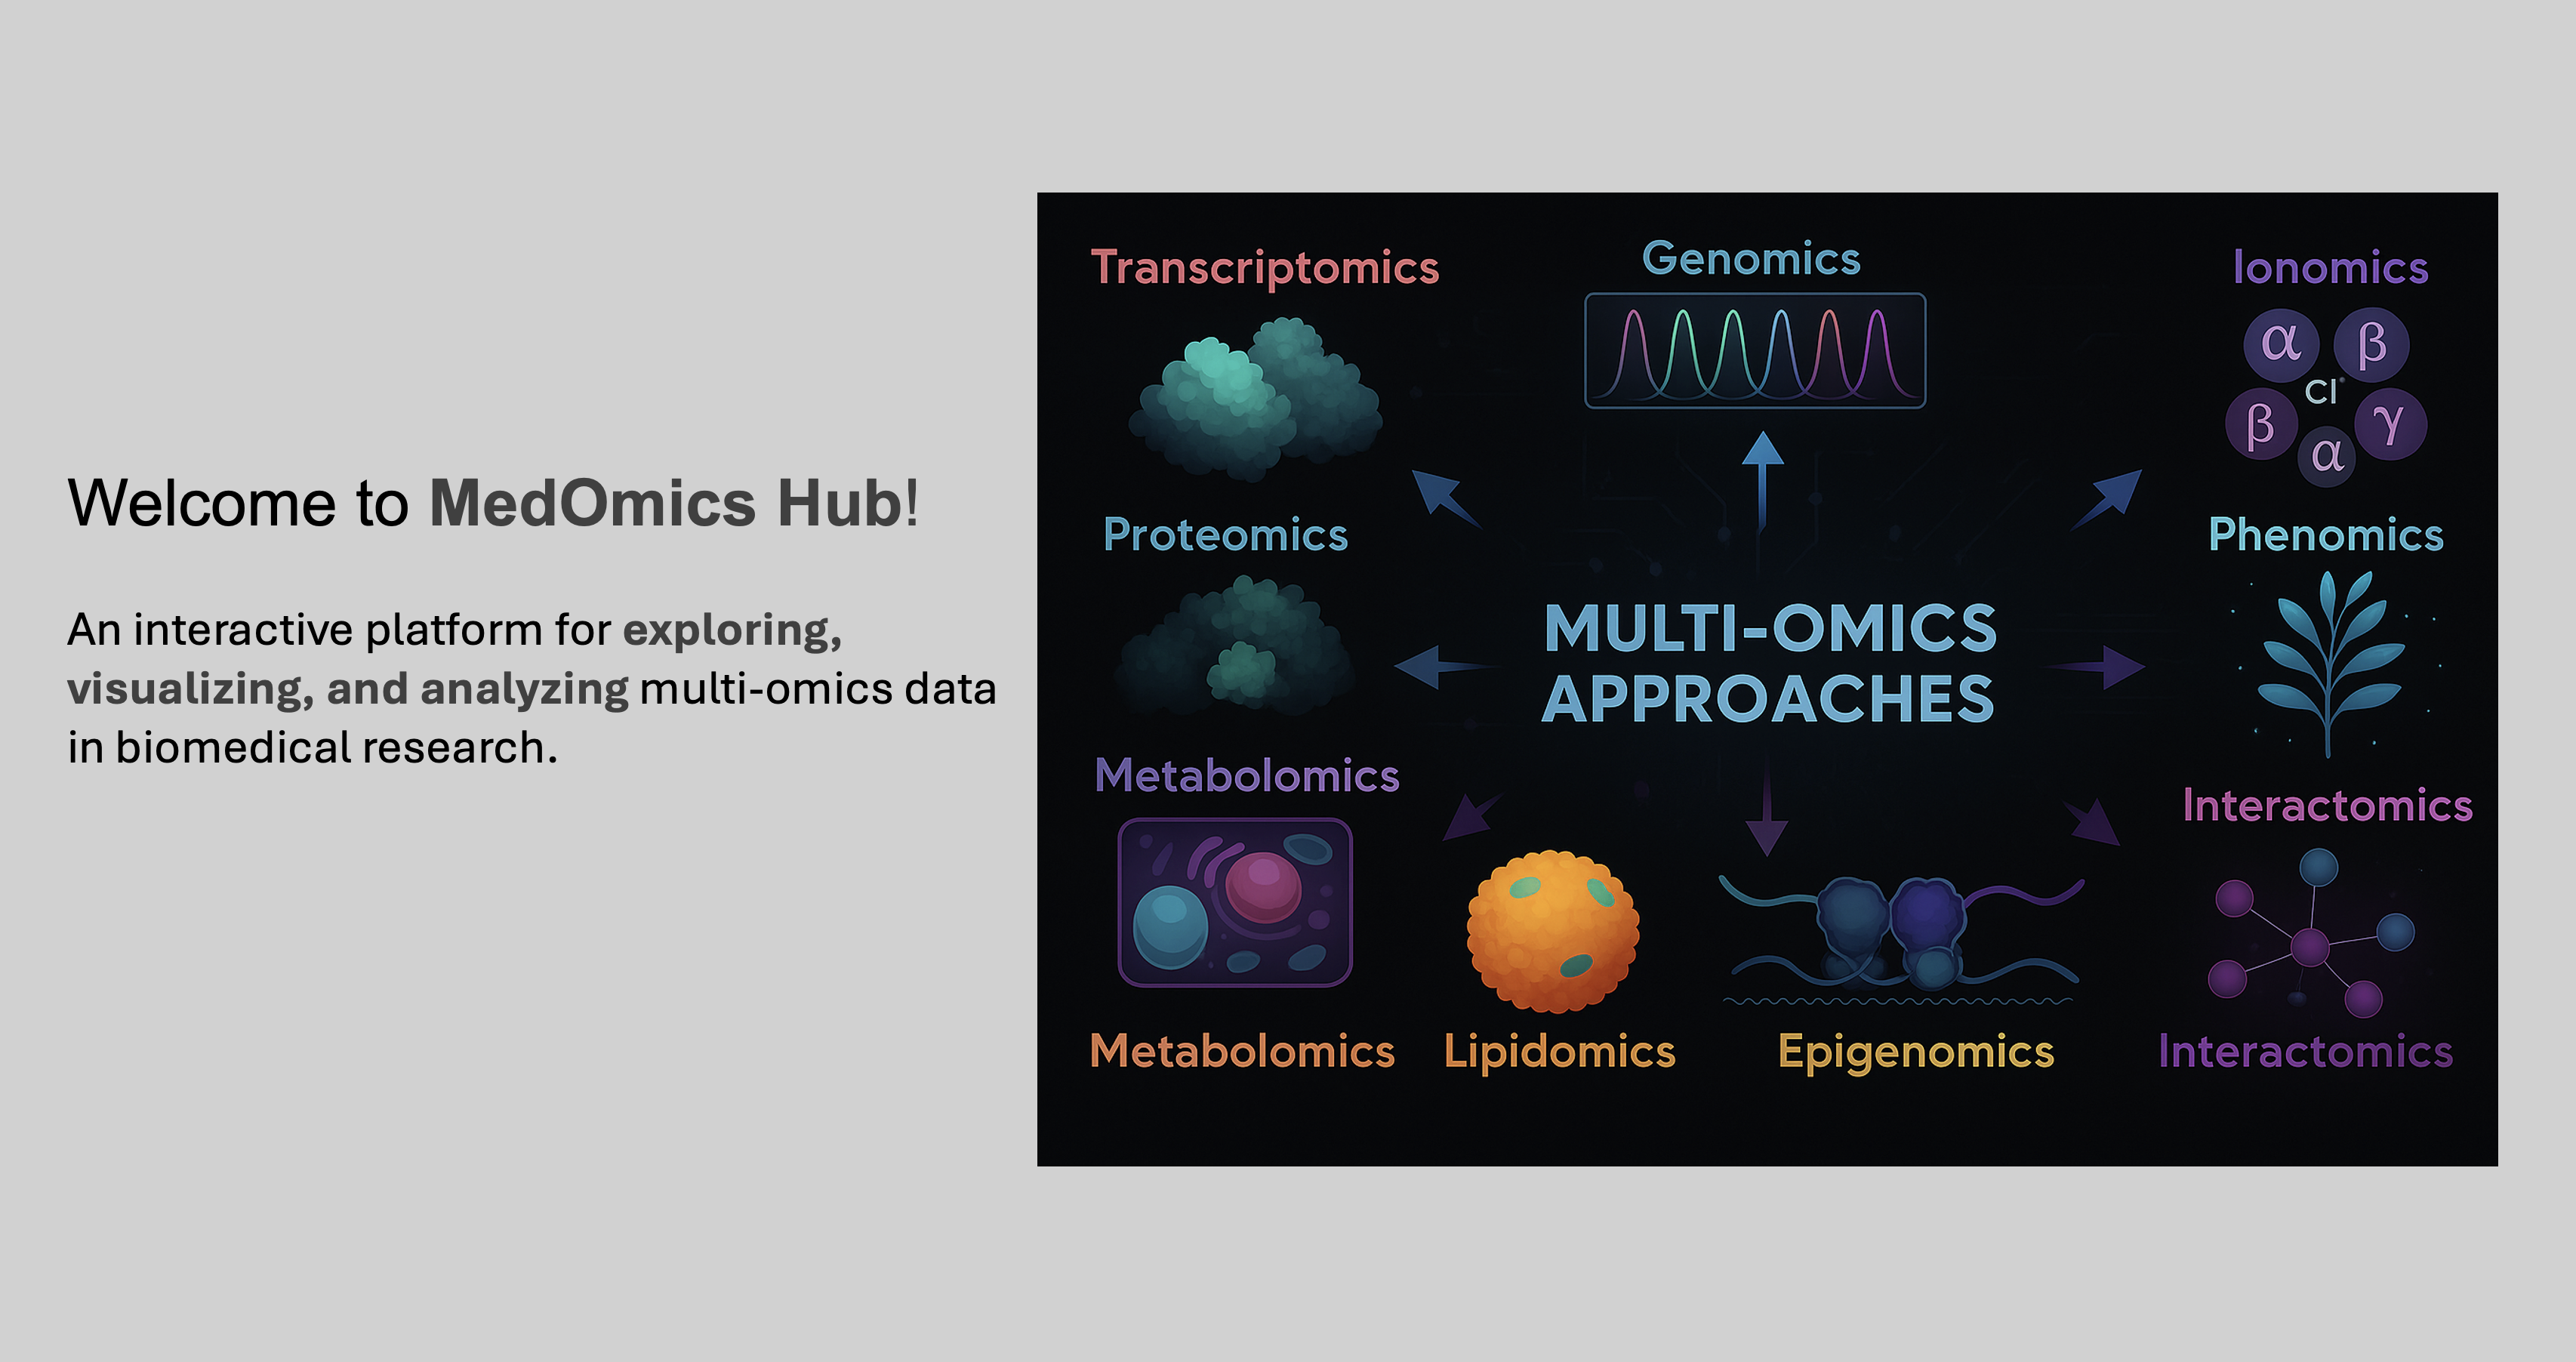 Welcome to MedOmics Hub!
An interactive platform for exploring,
visualizing, and analyzing multi-omics data
in biomedical research.
Transcriptomics
Genomics
Ionomics
α β
Cl
β γ
α
Proteomics
Phenomics
MULTI-OMICS
APPROACHES
Metabolomics
Interactomics
Metabolomics
Lipidomics
Epigenomics
Interactomics